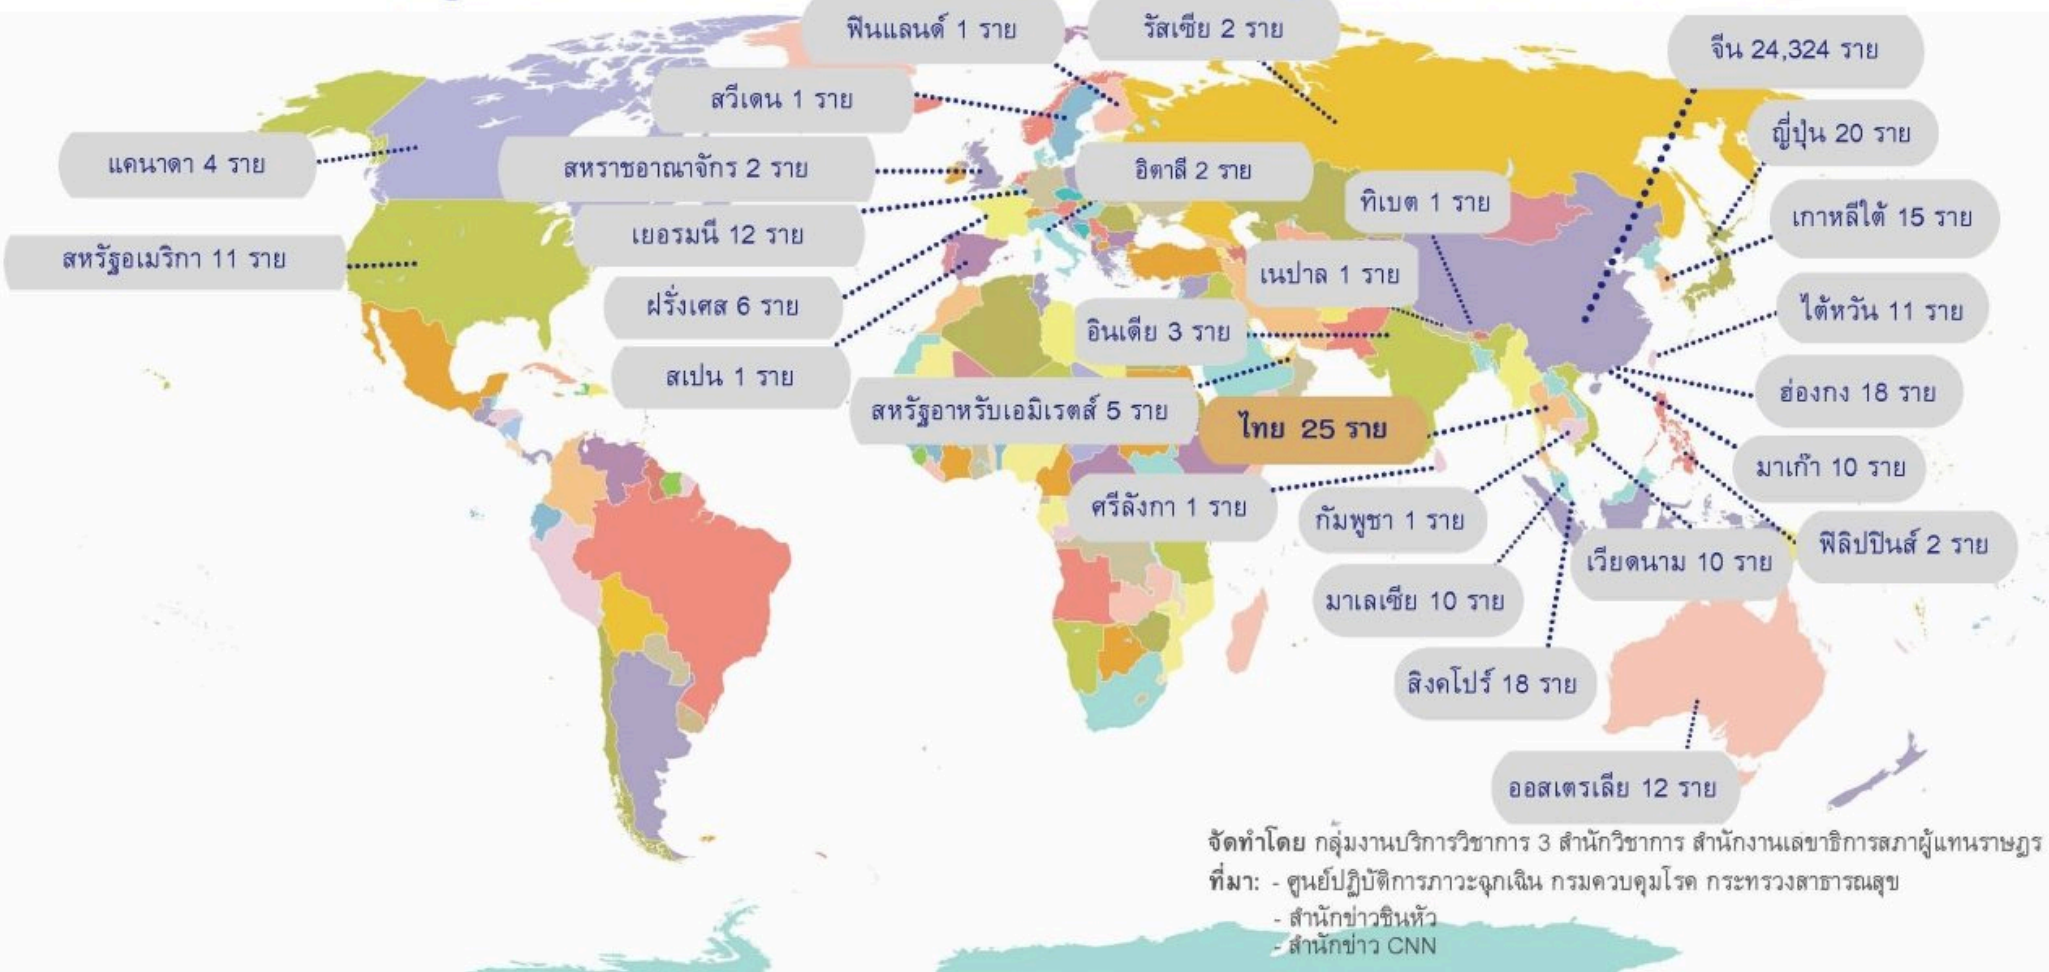 ฟินแลนด์ 1 ราย
รัสเซีย 2 ราย
จีน 24,324 ราย
สวีเดน 1 ราย
ญี่ปุ่น 20 ราย
แคนาดา 4 ราย
สหราชอาณาจักร 2 ราย
อิตาลี 2 ราย
ทิเบต 1 ราย
เกาหลีใต้ 15 ราย
เยอรมนี 12 ราย
สหรัฐอเมริกา 11 ราย
เนปาล 1 ราย
ฝรั่งเศส 6 ราย
ไต้หวัน 11 ราย
อินเดีย 3 ราย
สเปน 1 ราย
ฮ่องกง 18 ราย
สหรัฐอาหรับเอมิเรตส์ 5 ราย
ไทย 25 ราย
มาเก๊า 10 ราย
ศรีลังกา 1 ราย
กัมพูชา 1 ราย
ฟิลิปปินส์ 2 ราย
เวียดนาม 10 ราย
มาเลเซีย 10 ราย
สิงคโปร์ 18 ราย
ออสเตรเลีย 12 ราย
จัดทำโดย กลุ่มงานบริการวิชาการ 3 สำนักวิชาการ สำนักงานเลขาธิการสภาผู้แทนราษฎร
ที่มา: - ศูนย์ปฏิบัติการภาวะฉุกเฉิน กรมควบคุมโรค กระทรวงสาธารณสุข
- สำนักข่าวซินหัว
- สำนักข่าว CNN